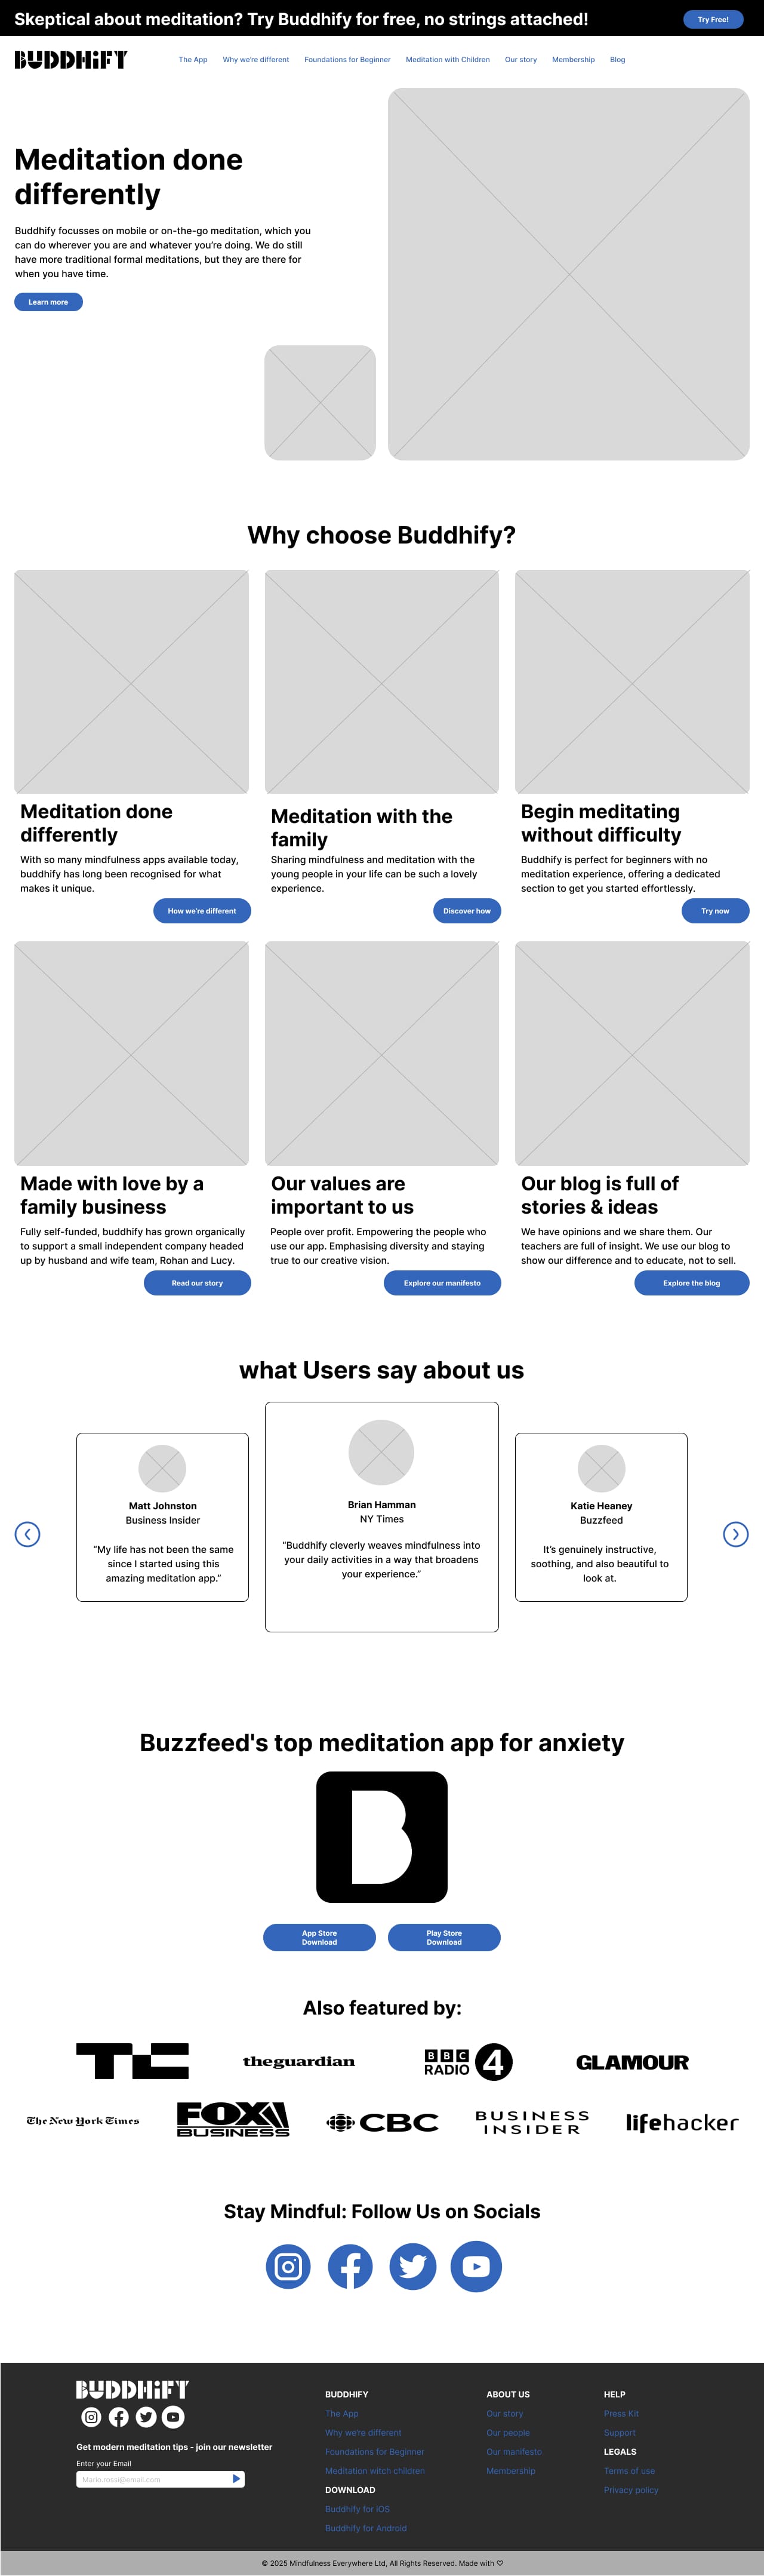 Skeptical about meditation? Try Buddhify for free, no strings attached!
Try Free!
BUDDHIFY
The App
Why we're different
Foundations for Beginner
Meditation with Children
Our story
Membership
Blog
Meditation done
differently
Buddhify focusses on mobile or on-the-go meditation, which you
can do wherever you are and whatever you're doing. We do still
have more traditional formal meditations, but they are there for
when you have time.
Learn more
Why choose Buddhify?
Meditation done
differently
With so many mindfulness apps available today,
buddhify has long been recognised for what
makes it unique.
How we're different
Meditation with the
family
Sharing mindfulness and meditation with the
young people in your life can be such a lovely
experience.
Discover how
Begin meditating
without difficulty
Buddhify is perfect for beginners with no
meditation experience, offering a dedicated
section to get you started effortlessly.
Try now
Made with love by a
family business
Fully self-funded, buddhify has grown organically
to support a small independent company headed
up by husband and wife team, Rohan and Lucy.
Read our story
Our values are
important to us
People over profit. Empowering the people who
use our app. Emphasising diversity and staying
true to our creative vision.
Explore our manifesto
Our blog is full of
stories & ideas
We have opinions and we share them. Our
teachers are full of insight. We use our blog to
show our difference and to educate, not to sell.
Explore the blog
what Users say about us
Matt Johnston
Business Insider
“My life has not been the same
since I started using this
amazing meditation app.”
Brian Hamman
NY Times
“Buddhify cleverly weaves mindfulness into
your daily activities in a way that broadens
your experience.”
Katie Heaney
Buzzfeed
It's genuinely instructive,
soothing, and also beautiful to
look at.
Buzzfeed's top meditation app for anxiety
B
App Store
Download
Play Store
Download
Also featured by:
TC
theguardian
BBC
RADIO 4
GLAMOUR
The New York Times
FOX
BUSINESS
CBC
BUSINESS
INSIDER
lifehacker
Stay Mindful: Follow Us on Socials
BUDDHIFY
Get modern meditation tips - join our newsletter
Enter your Email
Mario.rossi@email.com
BUDDHIFY
The App
Why we're different
Foundations for Beginner
Meditation witch children
DOWNLOAD
Buddhify for iOS
Buddhify for Android
ABOUT US
Our story
Our people
Our manifesto
Membership
HELP
Press Kit
Support
LEGALS
Terms of use
Privacy policy
© 2025 Mindfulness Everywhere Ltd, All Rights Reserved. Made with ♡